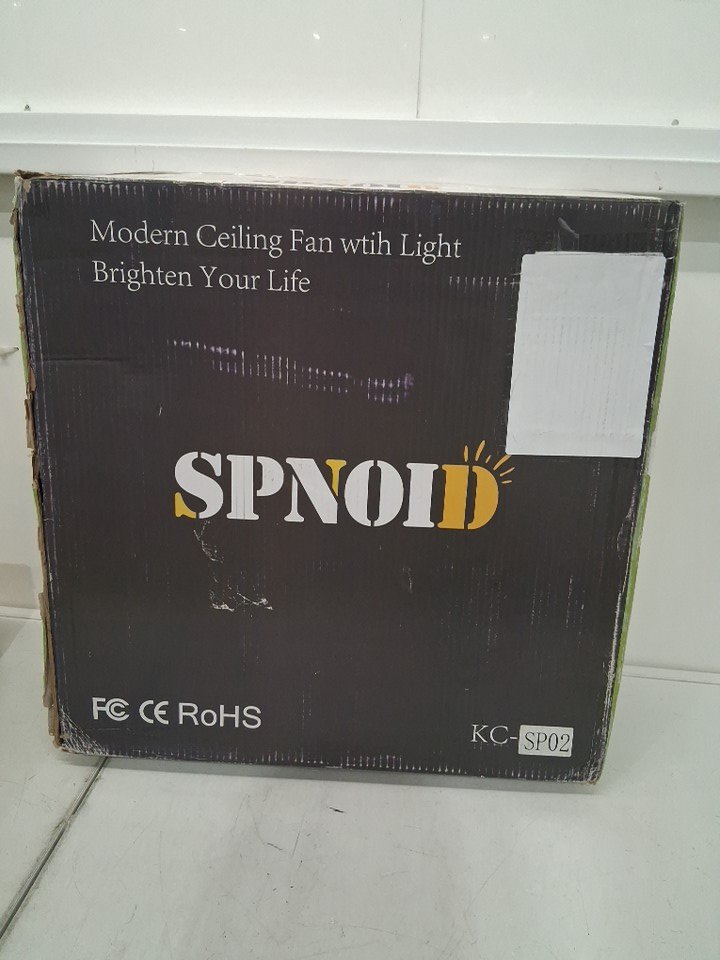 Modern Ceiling Fan wtih Light
Brighten Your Life
SPNOID
FC CE RoHS
KC-SP02